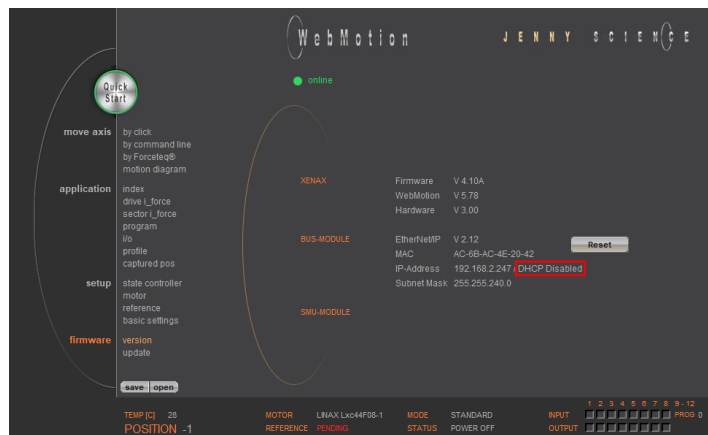 WebMotion
JENNY SCIENCE
online
Quick
Start
move axis
by click
by command line
by Forceteq®
motion diagram
application
index
drive i_force
sector i_force
program
i/o
profile
captured pos
setup
state controller
motor
reference
basic settings
firmware
version
update
save open
XENAX
Firmware V 4.10A
WebMotion V 5.78
Hardware V 3.00
BUS-MODULE
EtherNet/IP V 2.12
MAC AC-6B-AC-4E-20-42
IP-Address 192.168.2.247 / DHCP Disabled
Subnet Mask 255.255.240.0
Reset
SMU-MODULE
1 2 3 4 5 6 7 8 9-12
TEMP [C] 28 MOTOR LINAX Lxc44F08-1 MODE STANDARD INPUT PROG 0
POSITION -1 REFERENCE PENDING STATUS POWER OFF OUTPUT